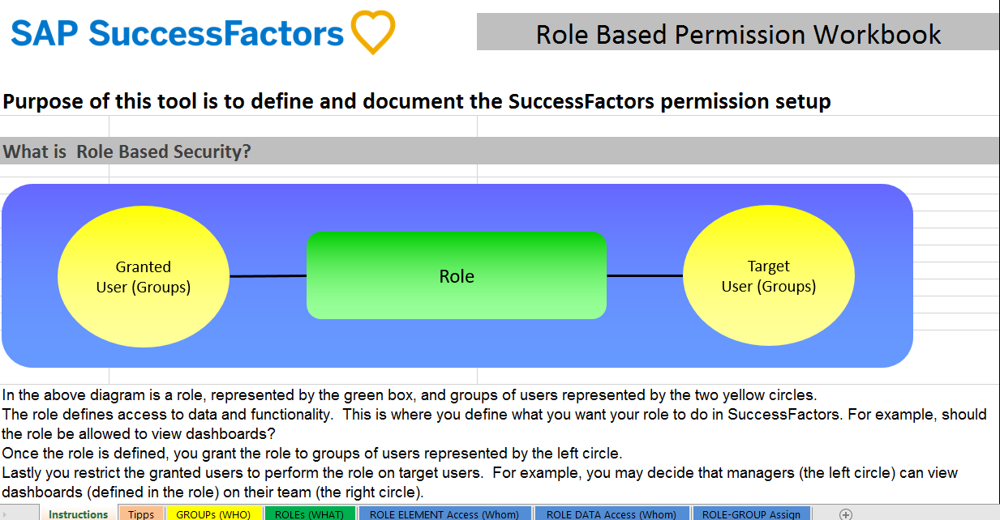 SAP SuccessFactors
Role Based Permission Workbook
Purpose of this tool is to define and document the SuccessFactors permission setup
What is  Role Based Security?
Granted
User (Groups)
Role
Target
User (Groups)
In the above diagram is a role, represented by the green box, and groups of users represented by the two yellow circles.
The role defines access to data and functionality.  This is where you define what you want your role to do in SuccessFactors. For example, should
the role be allowed to view dashboards?
Once the role is defined, you grant the role to groups of users represented by the left circle.
Lastly you restrict the granted users to perform the role on target users.  For example, you may decide that managers (the left circle) can view
dashboards (defined in the role) on their team (the right circle).
Instructions
Tipps
GROUPs (WHO)
ROLEs (WHAT)
ROLE ELEMENT Access (Whom)
ROLE DATA Access (Whom)
ROLE-GROUP Assign